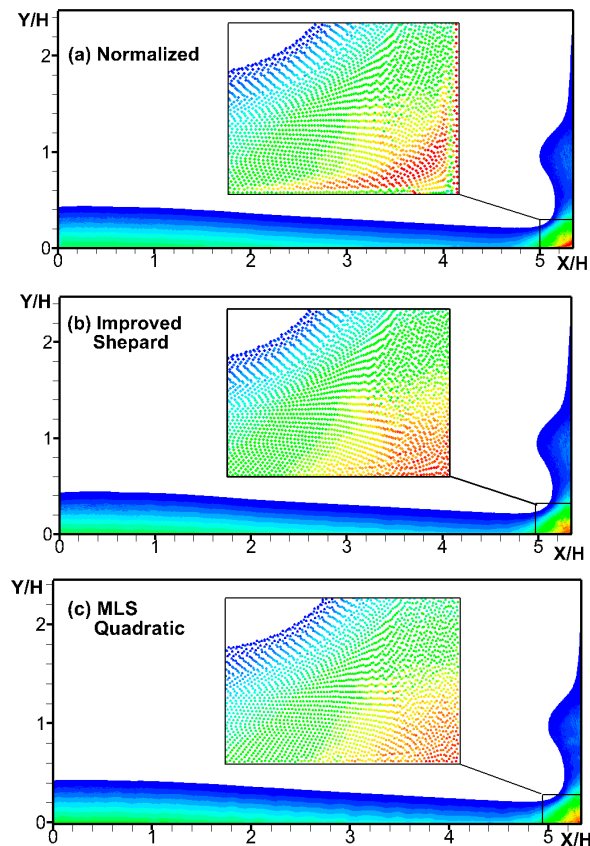 Y/H
(a) Normalized
2
1
0
0 1 2 3 4 5
X/H
Y/H
(b) Improved
Shepard
2
1
0
0 1 2 3 4 5
X/H
Y/H
(c) MLS
Quadratic
2
1
0
0 1 2 3 4 5
X/H